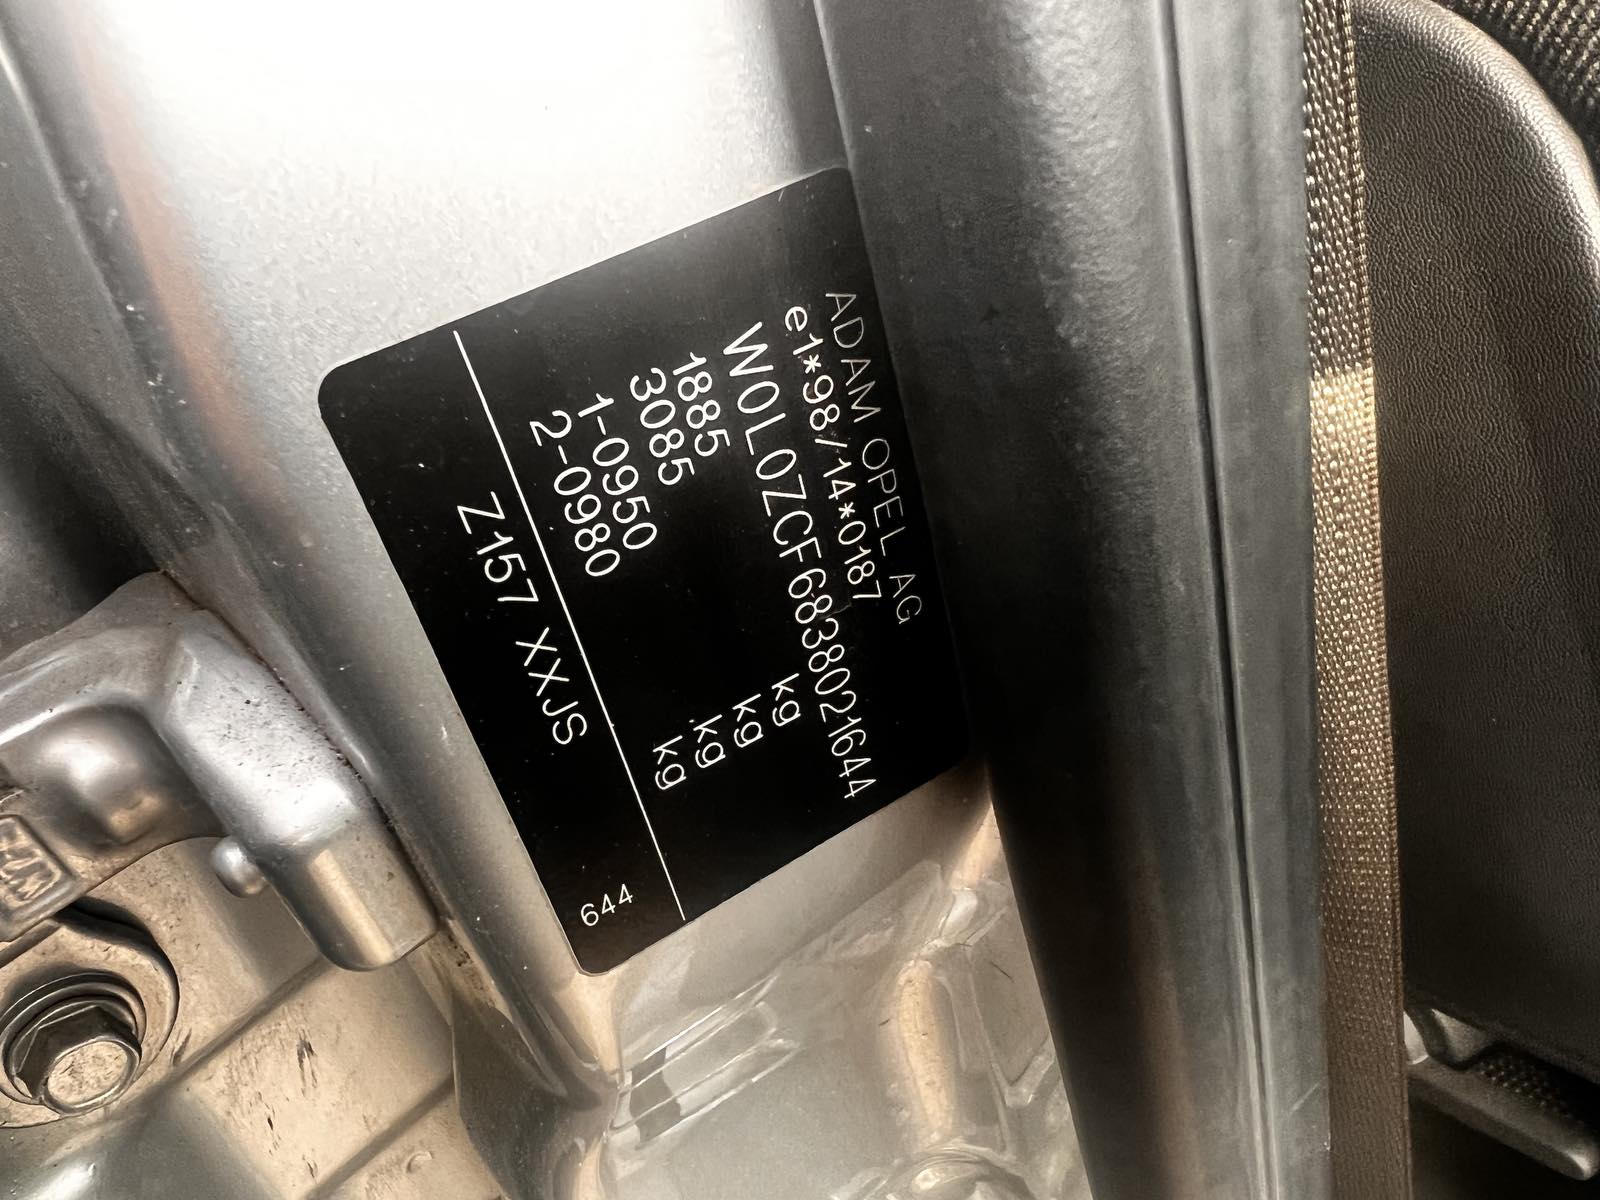 ADAM OPEL AG
e1*98/14*0187
W0L0ZCF6838021644
1885 kg
3085 kg
1-0950 kg
2-0980 kg
Z157 XXJS
644